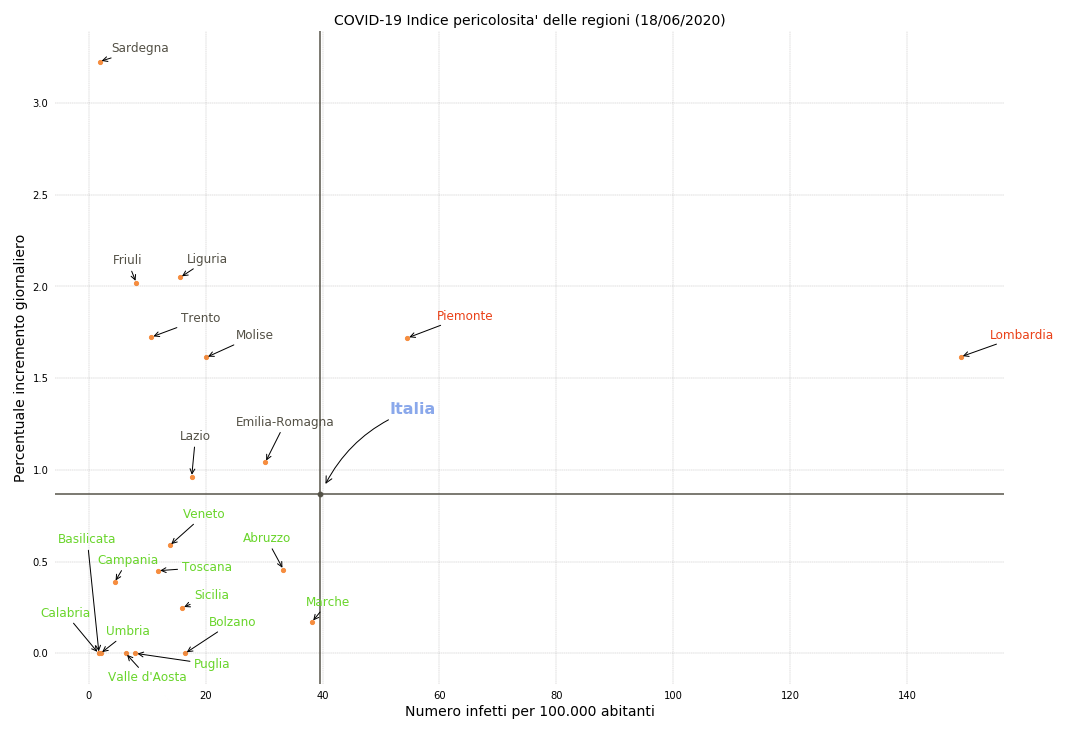 COVID-19 Indice pericolosita' delle regioni (18/06/2020)
Sardegna
3.0
2.5
Friuli
Liguria
2.0
Trento
Molise
Piemonte
Lombardia
1.5
Italia
Emilia-Romagna
Lazio
1.0
Percentuale incremento giornaliero
Veneto
Basilicata
Abruzzo
Campania
Toscana
0.5
Sicilia
Marche
Calabria
Bolzano
Umbria
0.0
Puglia
Valle d'Aosta
0
20
40
60
80
100
120
140
Numero infetti per 100.000 abitanti